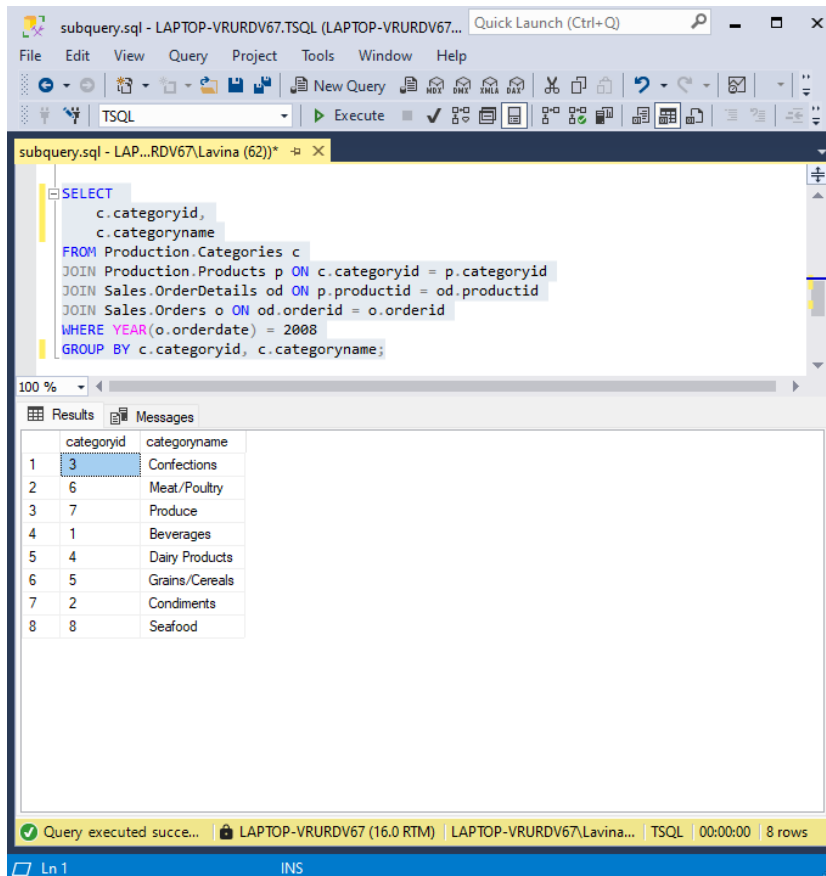 subquery.sql - LAPTOP-VRURDV67.TSQL (LAPTOP-VRURDV67... Quick Launch (Ctrl+Q)
File Edit View Query Project Tools Window Help
New Query MDX DMX XMLA DAX
TSQL Execute
subquery.sql - LAP...RDV67\Lavina (62))*
SELECT
c.categoryid,
c.categoryname
FROM Production.Categories c
JOIN Production.Products p ON c.categoryid = p.categoryid
JOIN Sales.OrderDetails od ON p.productid = od.productid
JOIN Sales.Orders o ON od.orderid = o.orderid
WHERE YEAR(o.orderdate) = 2008
GROUP BY c.categoryid, c.categoryname;
100 %
Results Messages
categoryid categoryname
1 3 Confections
2 6 Meat/Poultry
3 7 Produce
4 1 Beverages
5 4 Dairy Products
6 5 Grains/Cereals
7 2 Condiments
8 8 Seafood
Query executed succe... LAPTOP-VRURDV67 (16.0 RTM) LAPTOP-VRURDV67\Lavina... TSQL 00:00:00 8 rows
Ln 1 INS